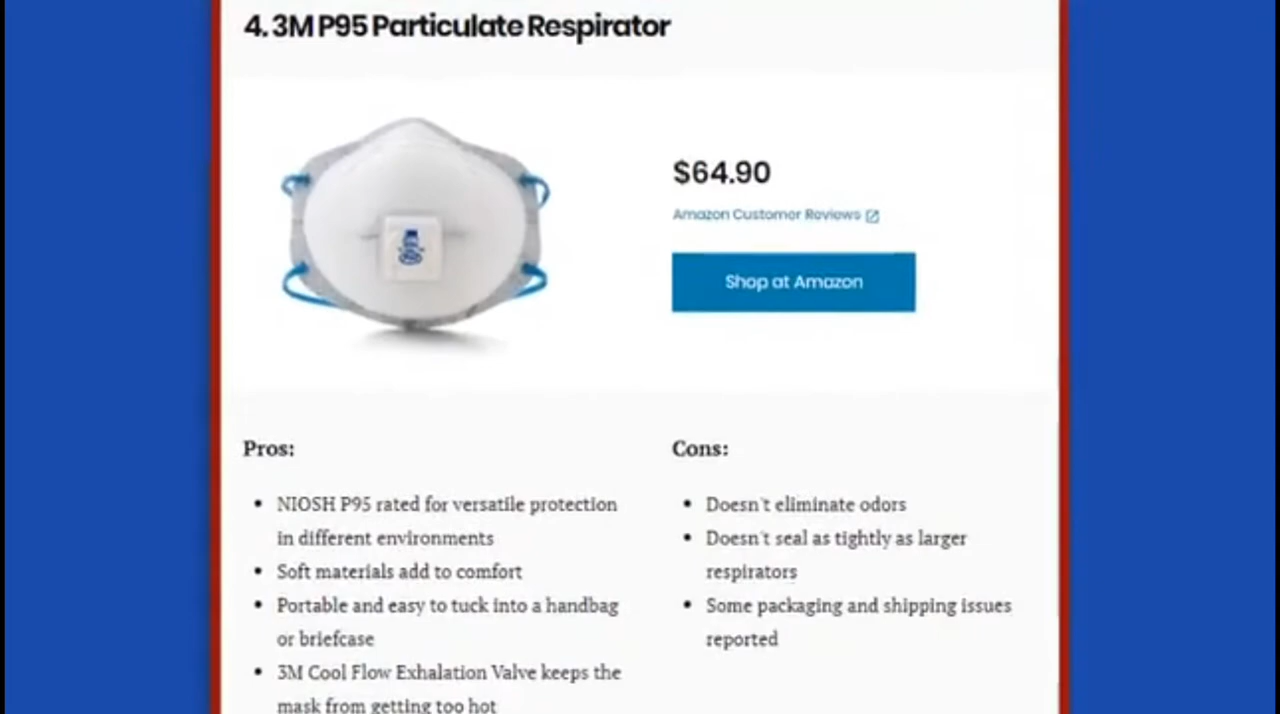 4. 3M P95 Particulate Respirator
$64.90
Amazon Customer Reviews
Shop at Amazon
Pros:
NIOSH P95 rated for versatile protection
in different environments
Soft materials add to comfort
Portable and easy to tuck into a handbag
or briefcase
3M Cool Flow Exhalation Valve keeps the
mask from getting too hot
Cons:
Doesn't eliminate odors
Doesn't seal as tightly as larger
respirators
Some packaging and shipping issues
reported